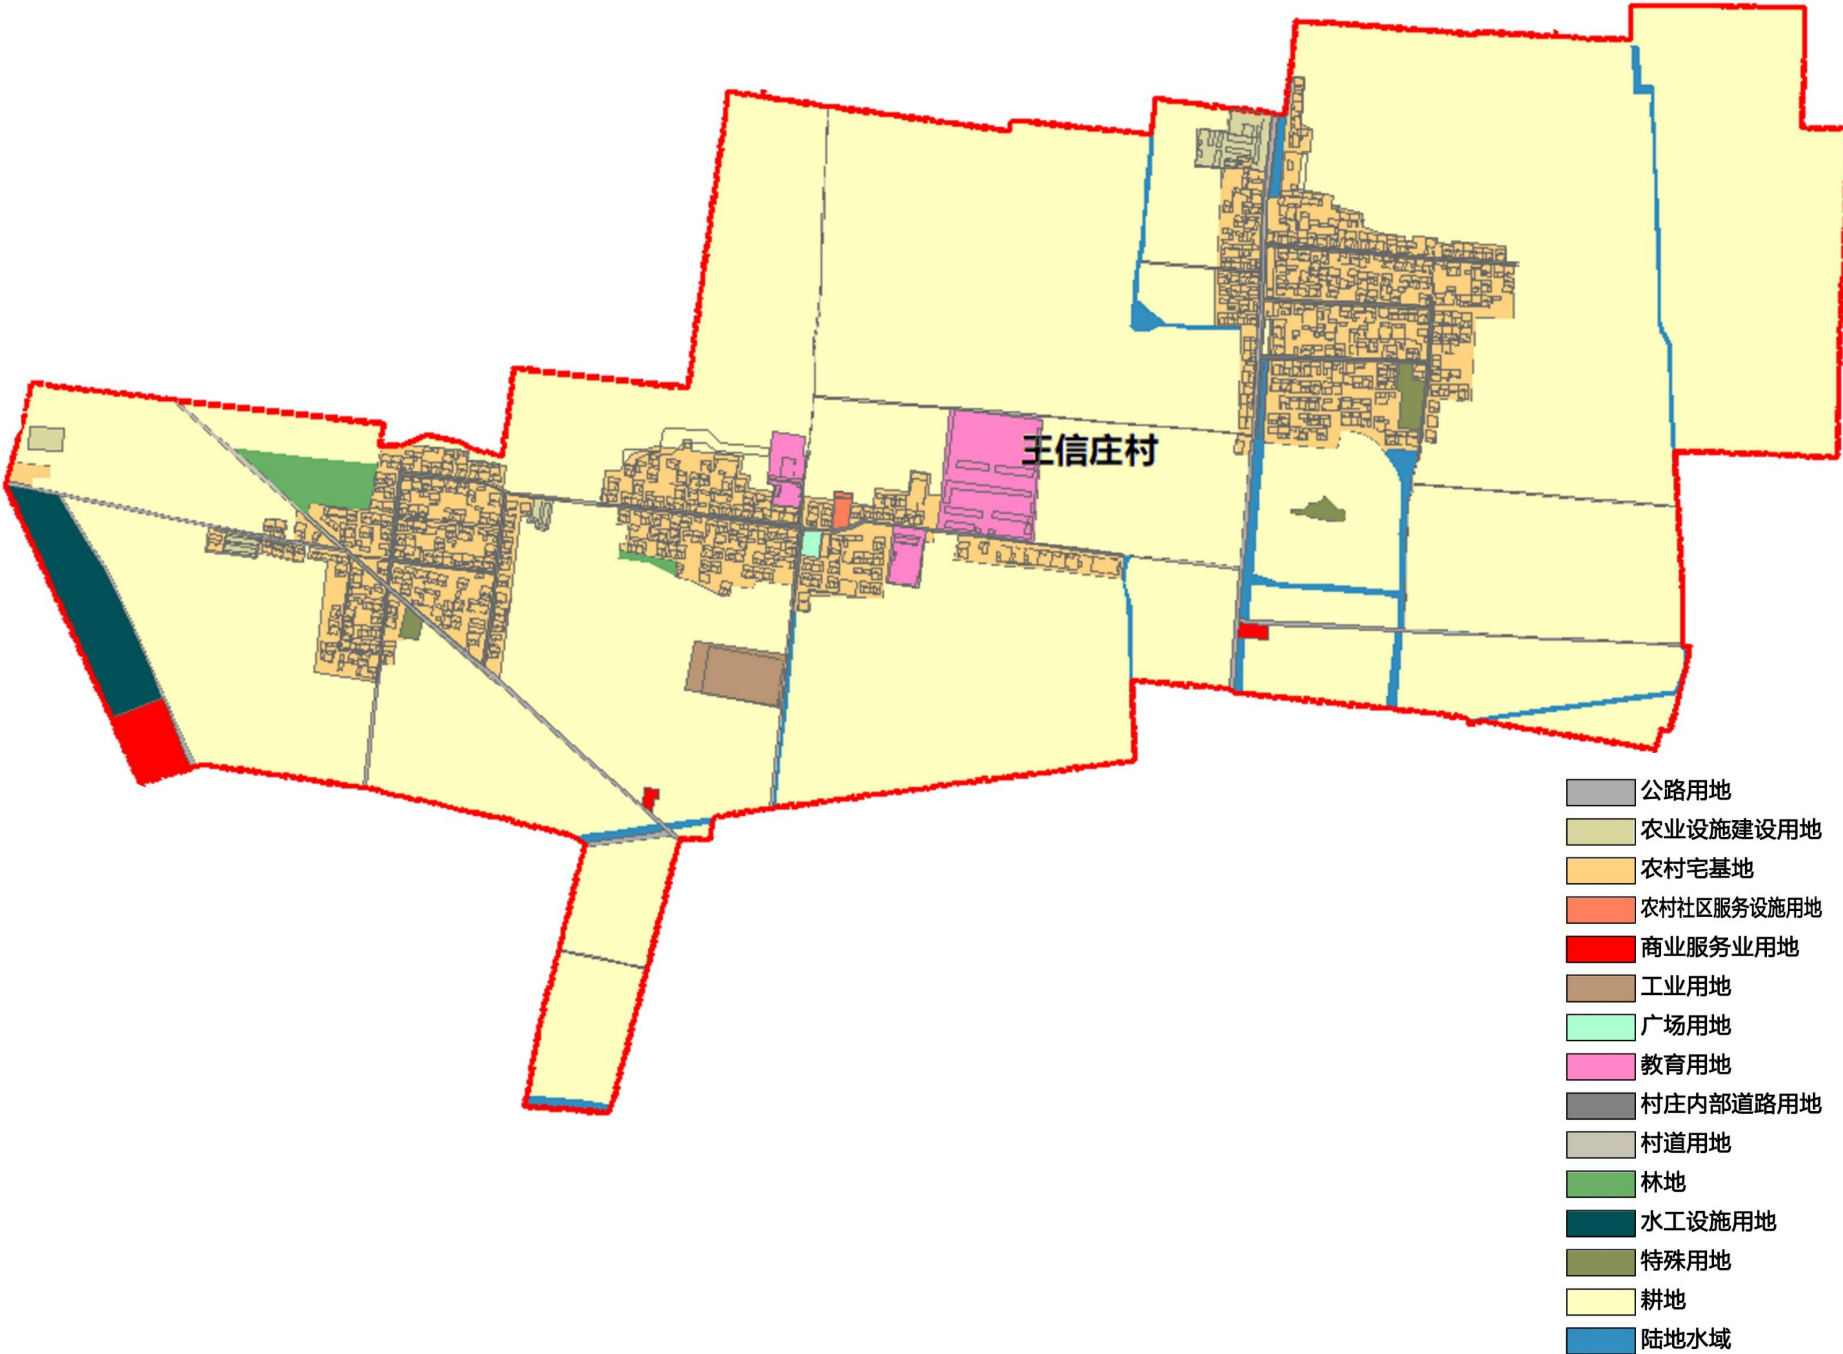 王信庄村
公路用地
农业设施建设用地
农村宅基地
农村社区服务设施用地
商业服务业用地
工业用地
广场用地
教育用地
村庄内部道路用地
村道用地
林地
水工设施用地
特殊用地
耕地
陆地水域